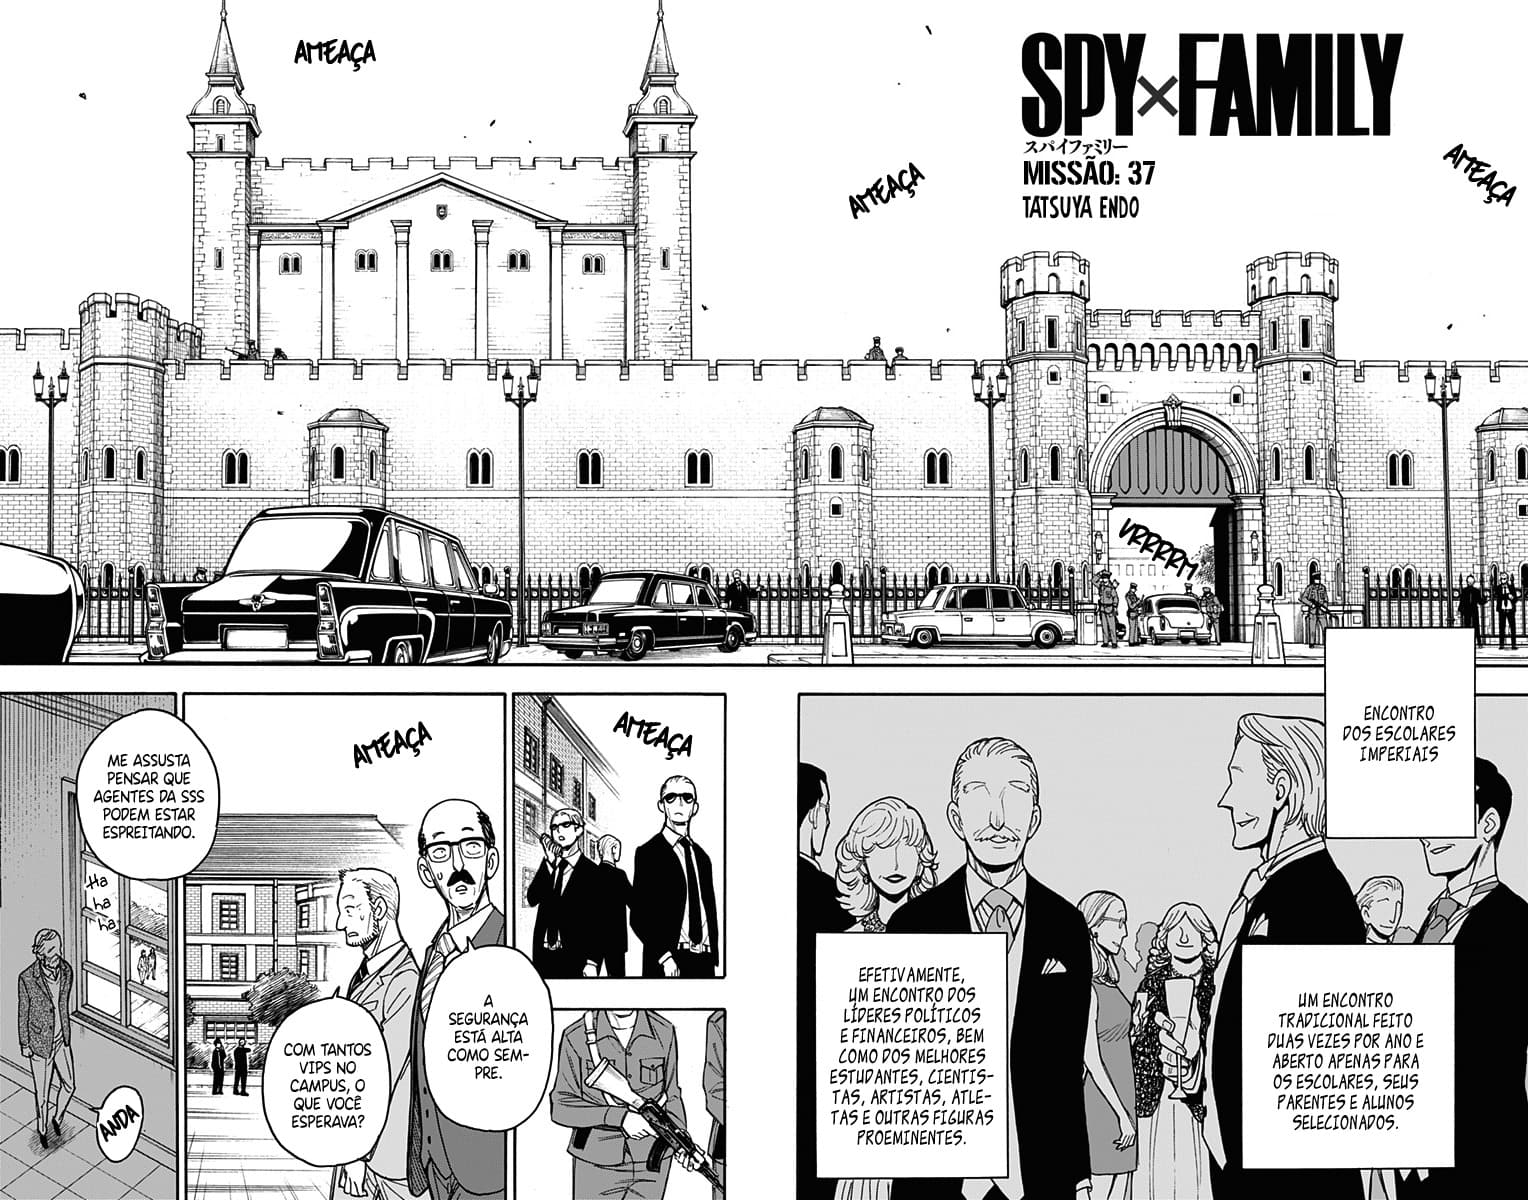 SPY×FAMILY
スパイファミリー
MISSÃO: 37
TATSUYA ENDO
AMEAÇA
AMEAÇA
AMEAÇA
VRRRRM
ENCONTRO
DOS ESCOLARES
IMPERIAIS
UM ENCONTRO
TRADICIONAL FEITO
DUAS VEZES POR ANO E
ABERTO APENAS PARA
OS ESCOLARES, SEUS
PARENTES E ALUNOS
SELECIONADOS.
EFETIVAMENTE,
UM ENCONTRO DOS
LÍDERES POLÍTICOS
E FINANCEIROS, BEM
COMO DOS MELHORES
ESTUDANTES, CIENTIS-
TAS, ARTISTAS, ATLE-
TAS E OUTRAS FIGURAS
PROEMINENTES.
AMEAÇA
AMEAÇA
A
SEGURANÇA
ESTÁ ALTA
COMO SEM-
PRE.
COM TANTOS
VIPS NO
CAMPUS, O
QUE VOCÊ
ESPERAVA?
ME ASSUSTA
PENSAR QUE
AGENTES DA SSS
PODEM ESTAR
ESPREITANDO.
Ha
ha
ha
ANDA